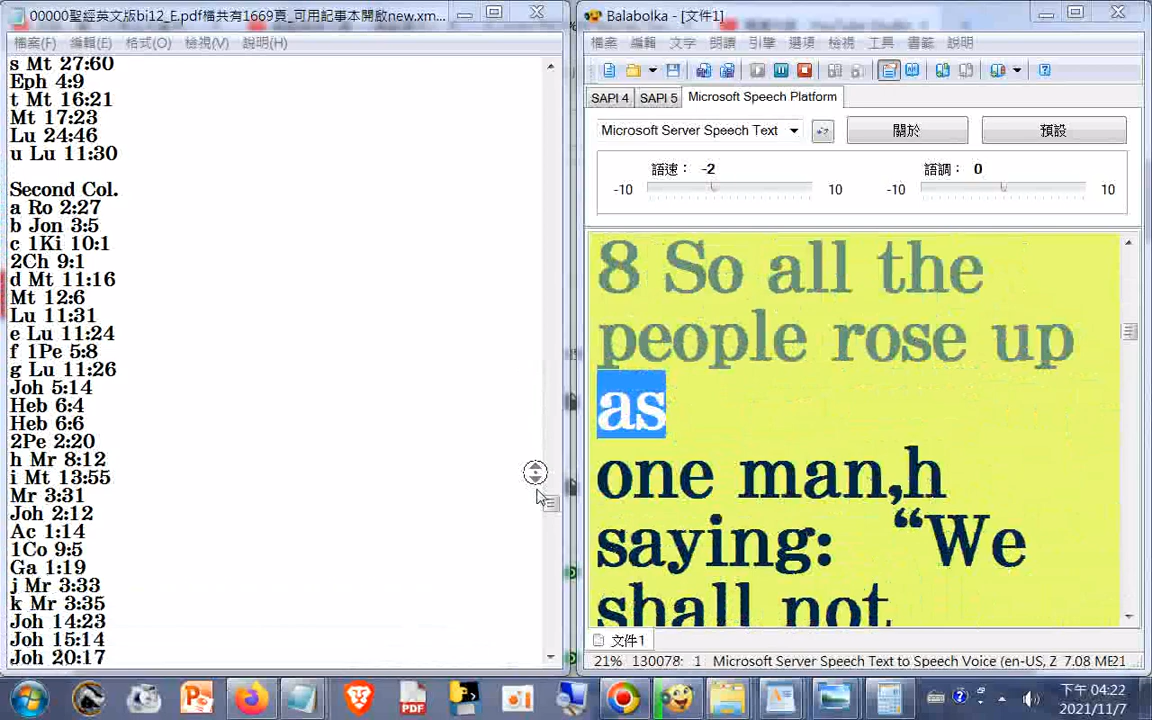 00000聖經英文版bi12_E.pdf檔共有1669頁_可用記事本開啟new.xm...
檔案(F) 編輯(E) 格式(O) 檢視(V) 說明(H)
s Mt 27:60
Eph 4:9
t Mt 16:21
Mt 17:23
Lu 24:46
u Lu 11:30
Second Col.
a Ro 2:27
b Jon 3:5
c 1Ki 10:1
2Ch 9:1
d Mt 11:16
Mt 12:6
Lu 11:31
e Lu 11:24
f 1Pe 5:8
g Lu 11:26
Joh 5:14
Heb 6:4
Heb 6:6
2Pe 2:20
h Mr 8:12
i Mt 13:55
Mr 3:31
Joh 2:12
Ac 1:14
1Co 9:5
Ga 1:19
j Mr 3:33
k Mr 3:35
Joh 14:23
Joh 15:14
Joh 20:17
Balabolka - [文件1]
檔案 編輯 文字 朗讀 引擎 選項 檢視 工具 書籤 說明
SAPI 4 SAPI 5 Microsoft Speech Platform
Microsoft Server Speech Text 關於 預設
語速： -2 語調： 0
-10 10 -10 10
8 So all the
people rose up
as
one man,h
saying: “We
shall not
文件1
21% 130078: 1 Microsoft Server Speech Text to Speech Voice (en-US, Z 7.08 ME21
PDF
下午 04:22
2021/11/7